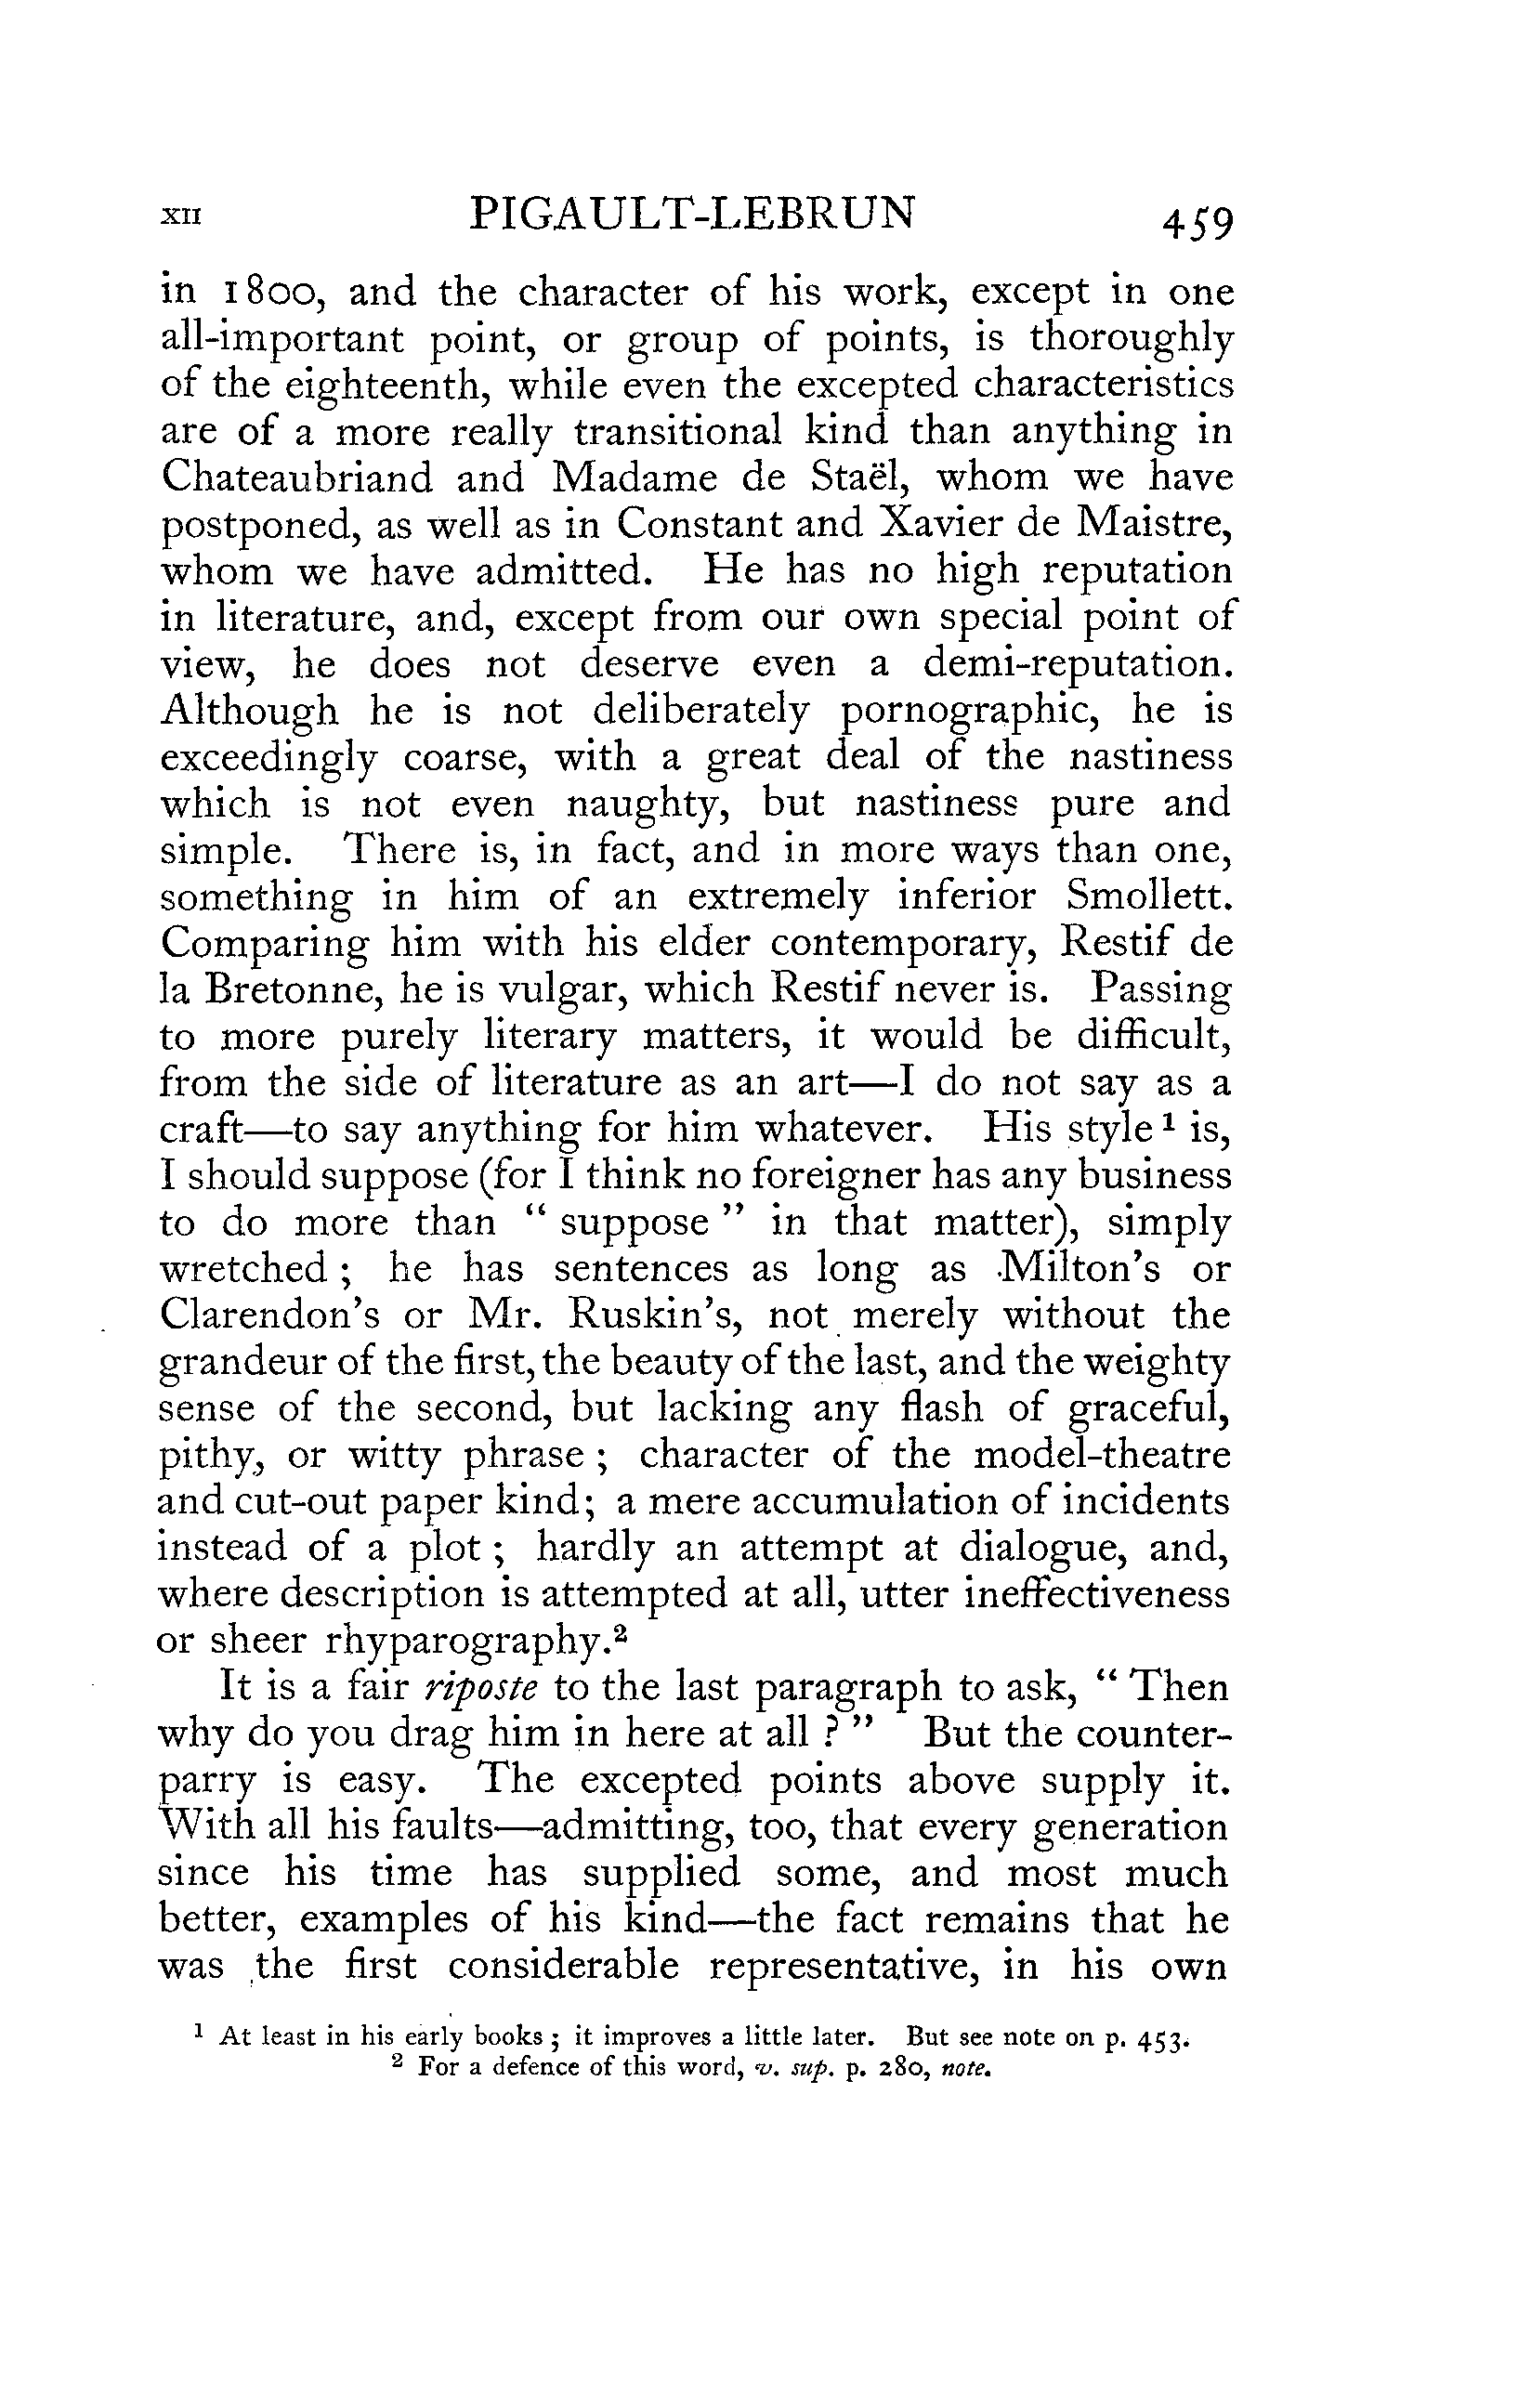 XII PIGAULT-LEBRUN 459
in 1800, and the character of his work, except in one
all-important point, or group of points, is thoroughly
of the eighteenth, while even the excepted characteristics
are of a more really transitional kind than anything in
Chateaubriand and Madame de Staël, whom we have
postponed, as well as in Constant and Xavier de Maistre,
whom we have admitted. He has no high reputation
in literature, and, except from our own special point of
view, he does not deserve even a demi-reputation.
Although he is not deliberately pornographic, he is
exceedingly coarse, with a great deal of the nastiness
which is not even naughty, but nastiness pure and
simple. There is, in fact, and in more ways than one,
something in him of an extremely inferior Smollett.
Comparing him with his elder contemporary, Restif de
la Bretonne, he is vulgar, which Restif never is. Passing
to more purely literary matters, it would be difficult,
from the side of literature as an art—I do not say as a
craft—to say anything for him whatever. His style ¹ is,
I should suppose (for I think no foreigner has any business
to do more than “ suppose ” in that matter), simply
wretched ; he has sentences as long as Milton's or
Clarendon's or Mr. Ruskin's, not merely without the
grandeur of the first, the beauty of the last, and the weighty
sense of the second, but lacking any flash of graceful,
pithy, or witty phrase ; character of the model-theatre
and cut-out paper kind; a mere accumulation of incidents
instead of a plot ; hardly an attempt at dialogue, and,
where description is attempted at all, utter ineffectiveness
or sheer rhyparography.²
It is a fair riposte to the last paragraph to ask, “ Then
why do you drag him in here at all ? ” But the counter-
parry is easy. The excepted points above supply it.
With all his faults—admitting, too, that every generation
since his time has supplied some, and most much
better, examples of his kind—the fact remains that he
was the first considerable representative, in his own
¹ At least in his early books ; it improves a little later. But see note on p. 453.
² For a defence of this word, v. sup. p. 280, note.